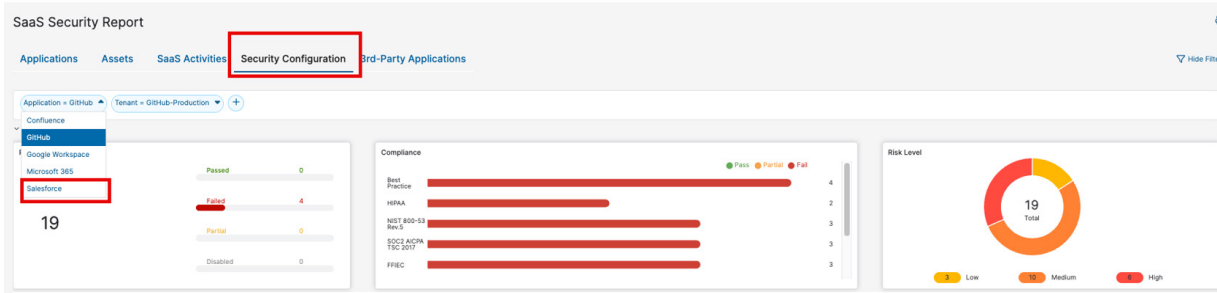 SaaS Security Report
Applications Assets SaaS Activities Security Configuration 3rd-Party Applications
Hide Filte
Application = GitHub Tenant = GitHub-Production +
Confluence
GitHub
Google Workspace
Microsoft 365
Salesforce
19
Passed 0
Failed 4
Partial 0
Disabled 0
Compliance
Pass Partial Fail
Best
Practice 4
HIPAA 2
NIST 800-53
Rev.5 3
SOC2 AICPA
TSC 2017 3
FFIEC 3
Risk Level
19
Total
3 Low 10 Medium 6 High